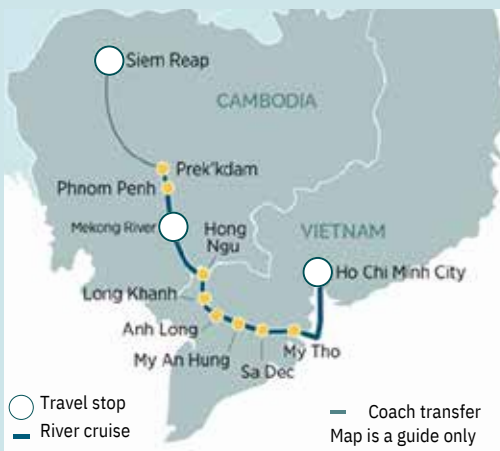 Siem Reap
CAMBODIA
Prek'kdam
Phnom Penh
Mekong River
Hong
Ngu
VIETNAM
Ho Chi Minh City
Long Khanh
Anh Long
My An Hung
Sa Dec
My Tho
Travel stop
River cruise
Coach transfer
Map is a guide only